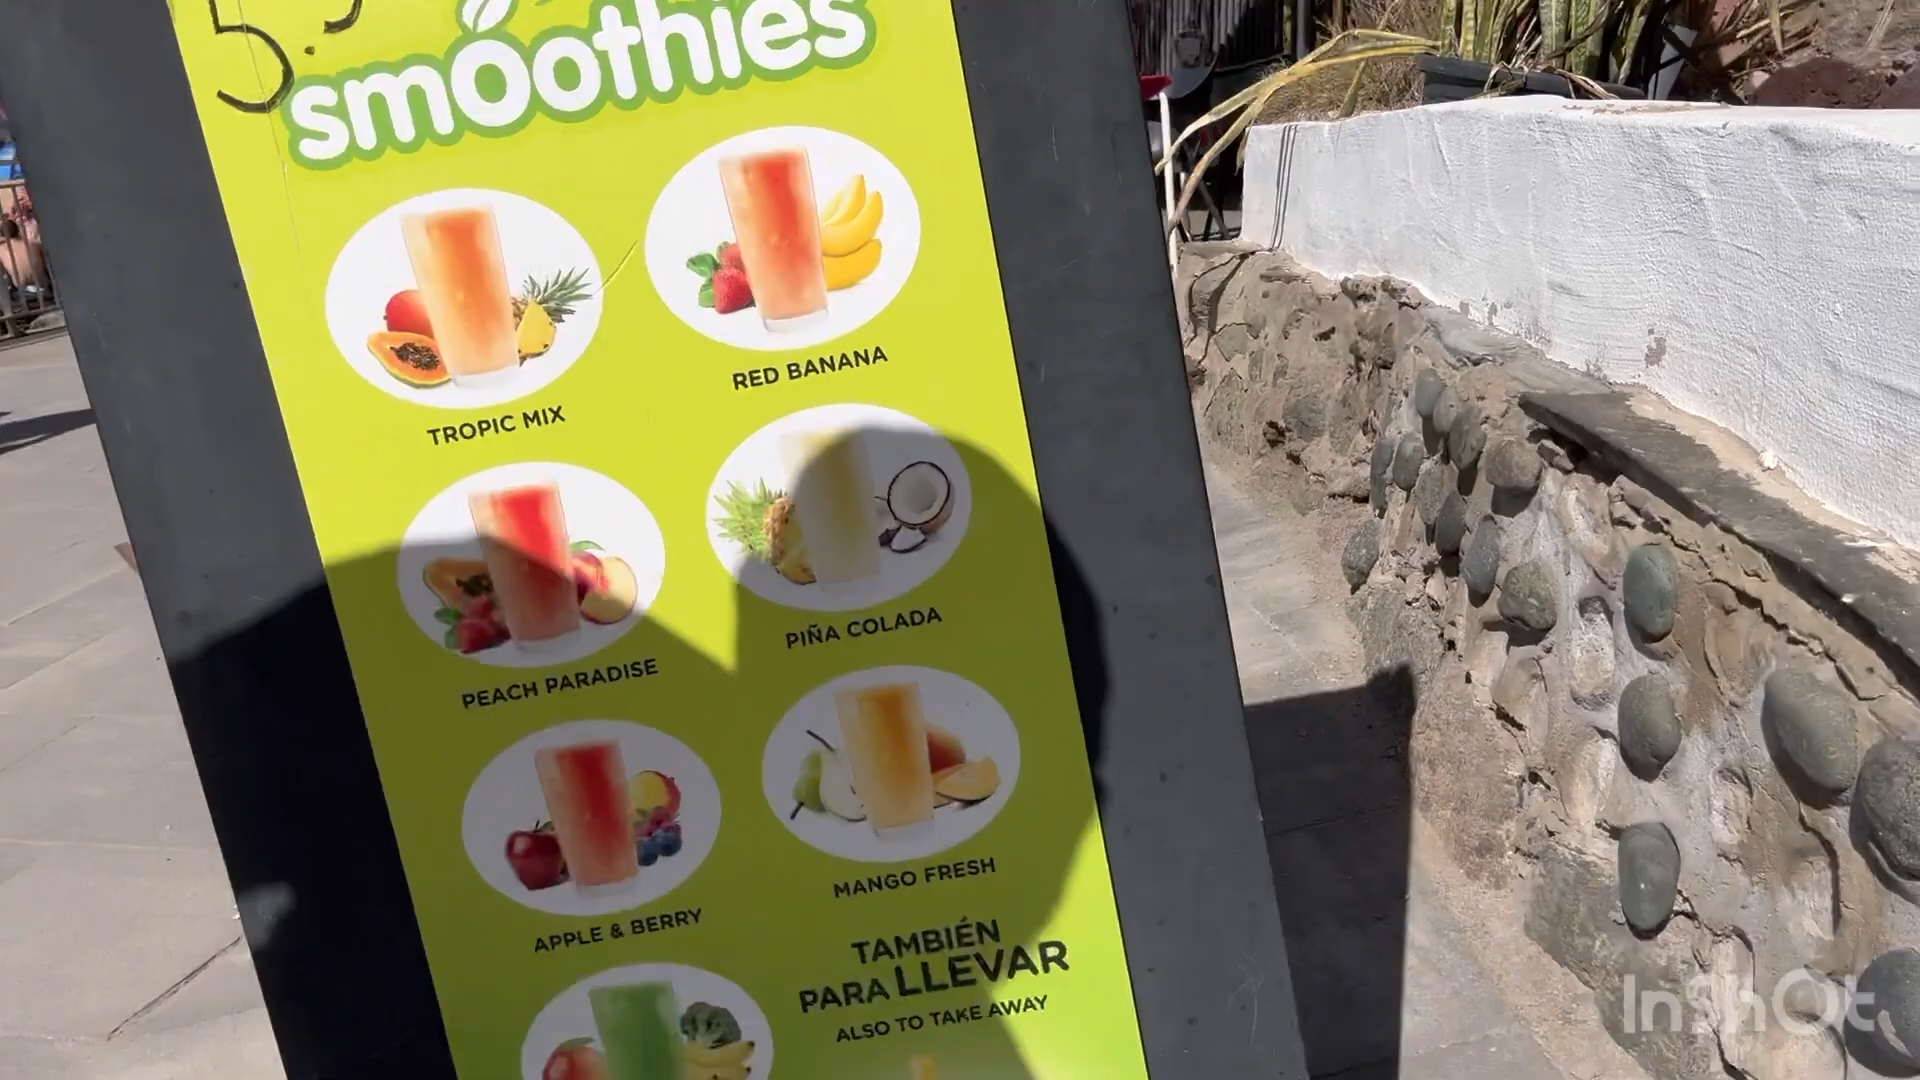 smoothies
TROPIC MIX
RED BANANA
PEACH PARADISE
PIÑA COLADA
APPLE & BERRY
MANGO FRESH
TAMBIÉN
PARA LLEVAR
ALSO TO TAKE AWAY
InShOt